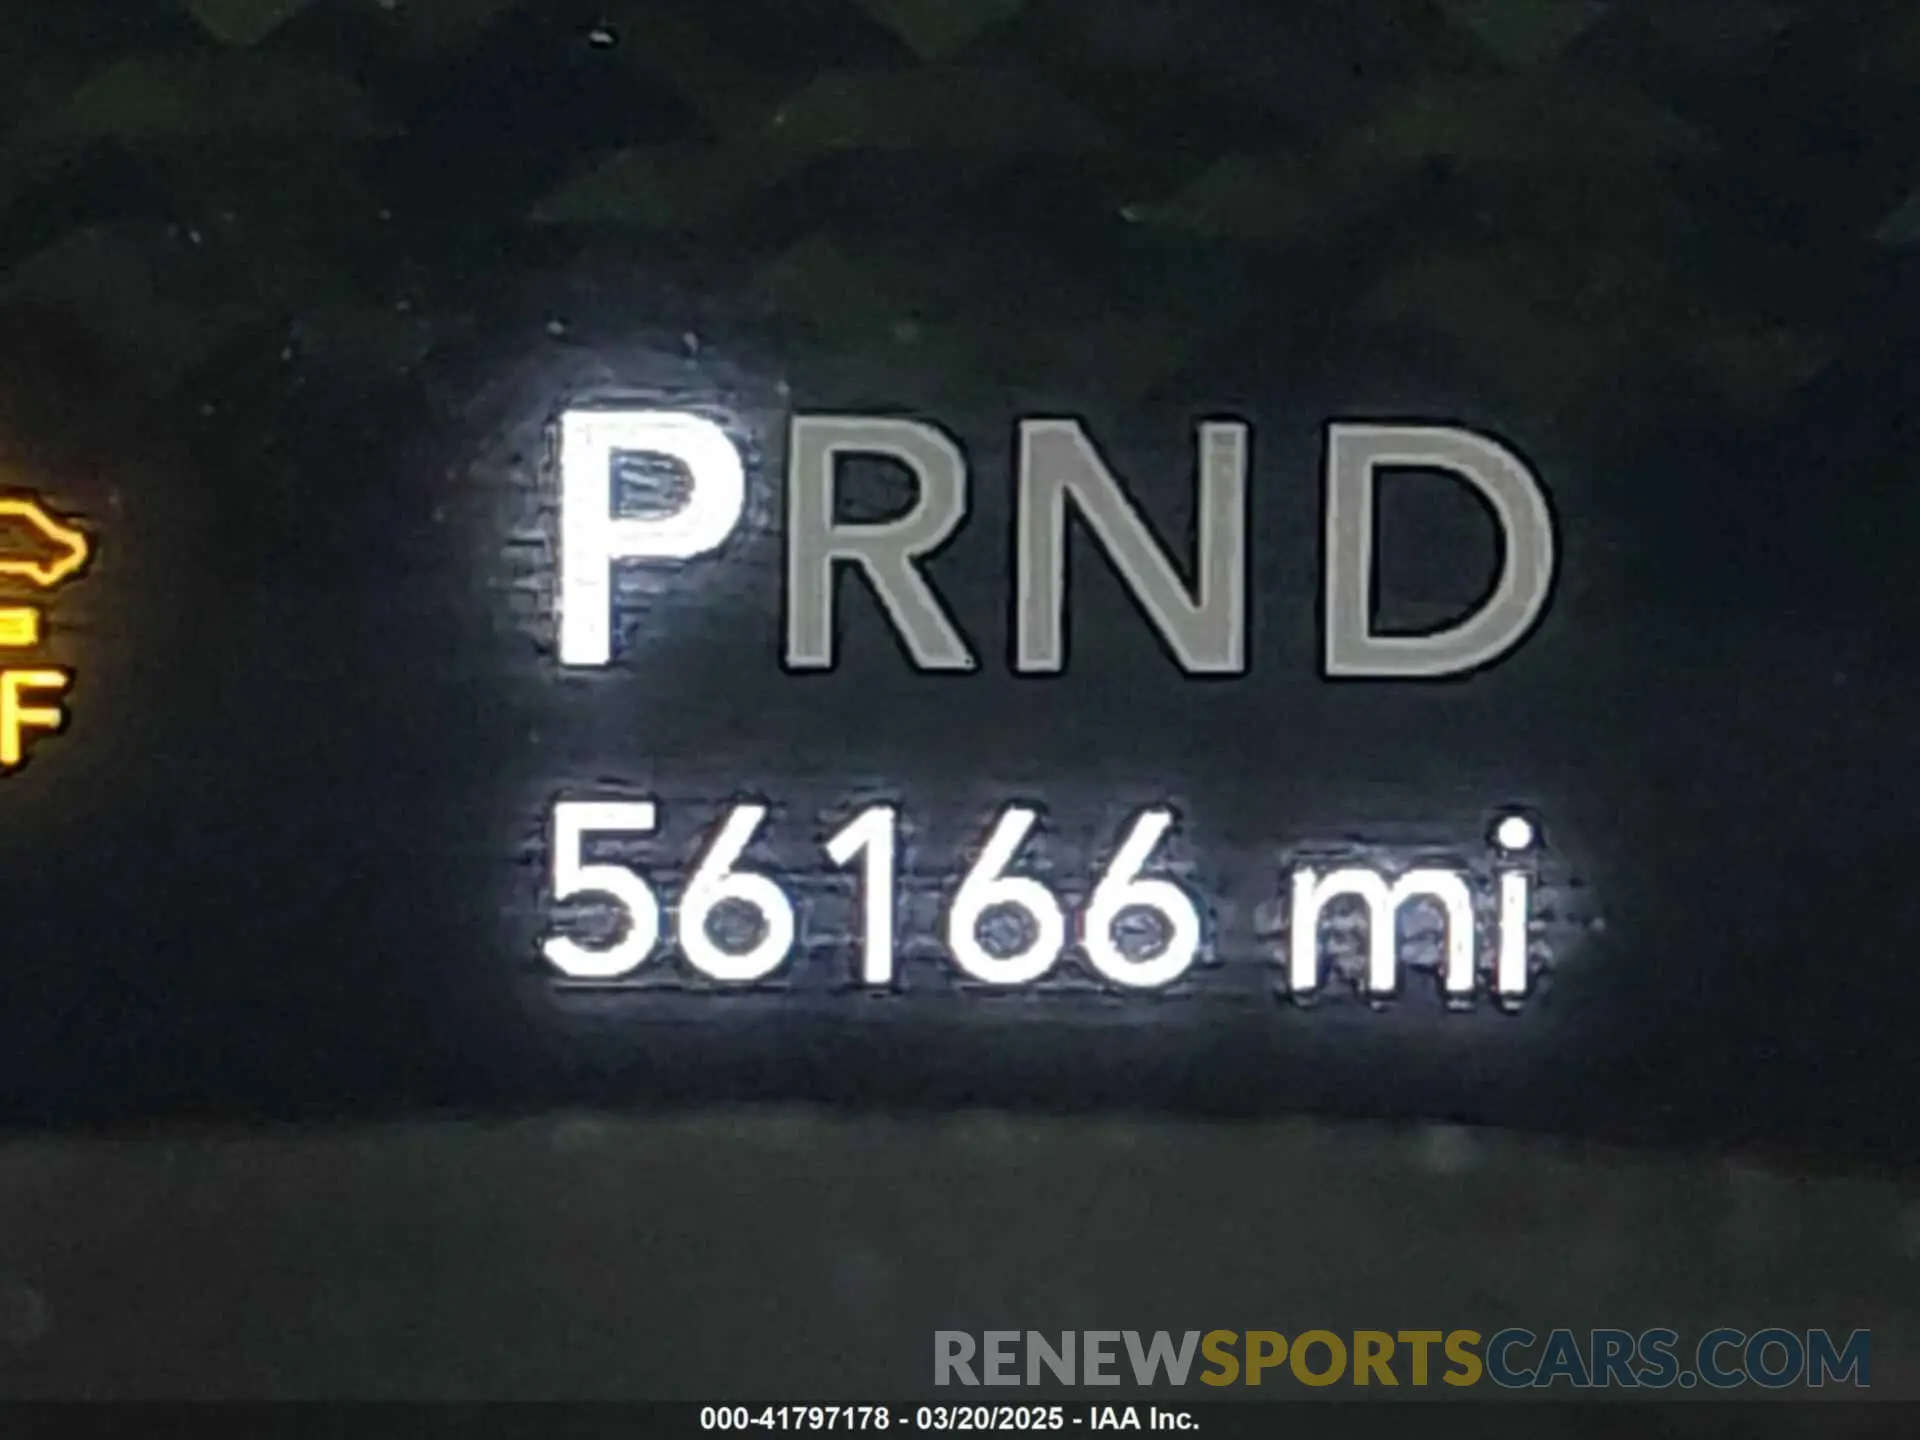 PRND
F
56166 mi
RENEWSPORTSCARS.COM
000-41797178 - 03/20/2025 - IAA Inc.